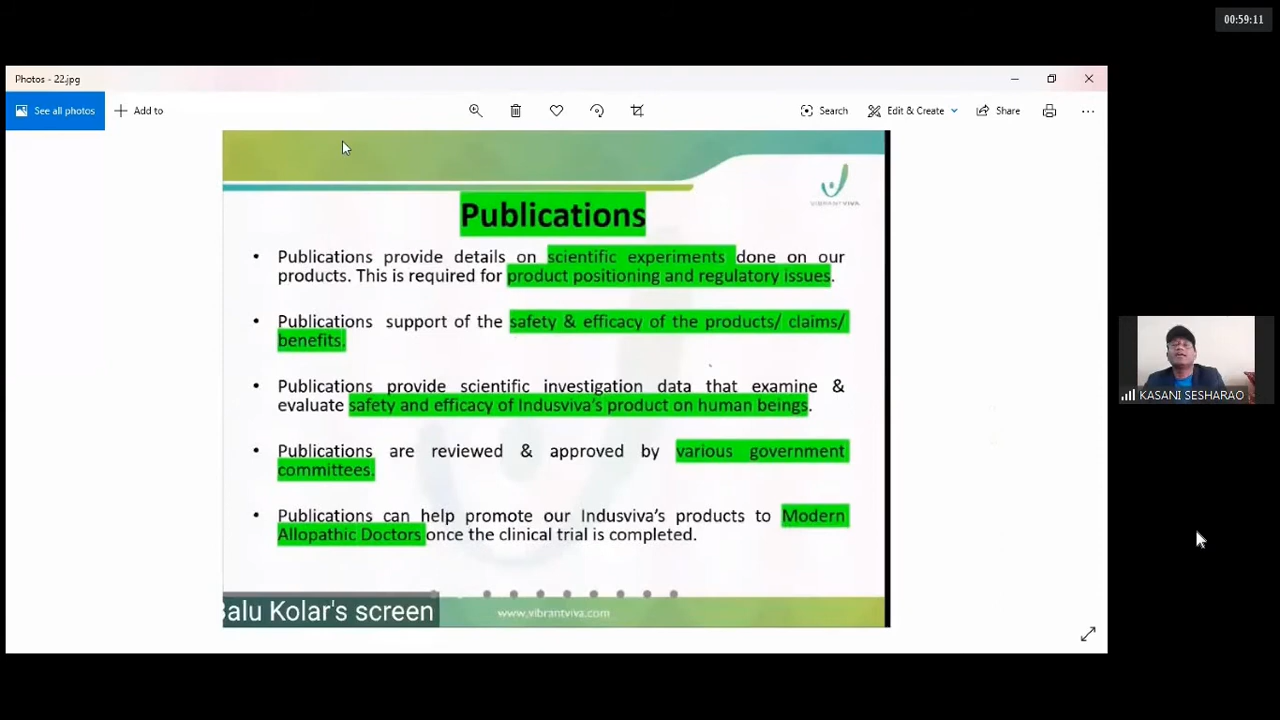 00:59:11
Photos - 22.jpg
See all photos
Add to
Search
Edit & Create
Share
VIBRANT VIVA
Publications
• Publications provide details on scientific experiments done on our
products. This is required for product positioning and regulatory issues.
• Publications support of the safety & efficacy of the products/ claims/
benefits.
• Publications provide scientific investigation data that examine &
evaluate safety and efficacy of Indusviva's product on human beings.
• Publications are reviewed & approved by various government
committees.
• Publications can help promote our Indusviva's products to Modern
Allopathic Doctors once the clinical trial is completed.
KASANI SESHARAO
Balu Kolar's screen
www.vibrantviva.com